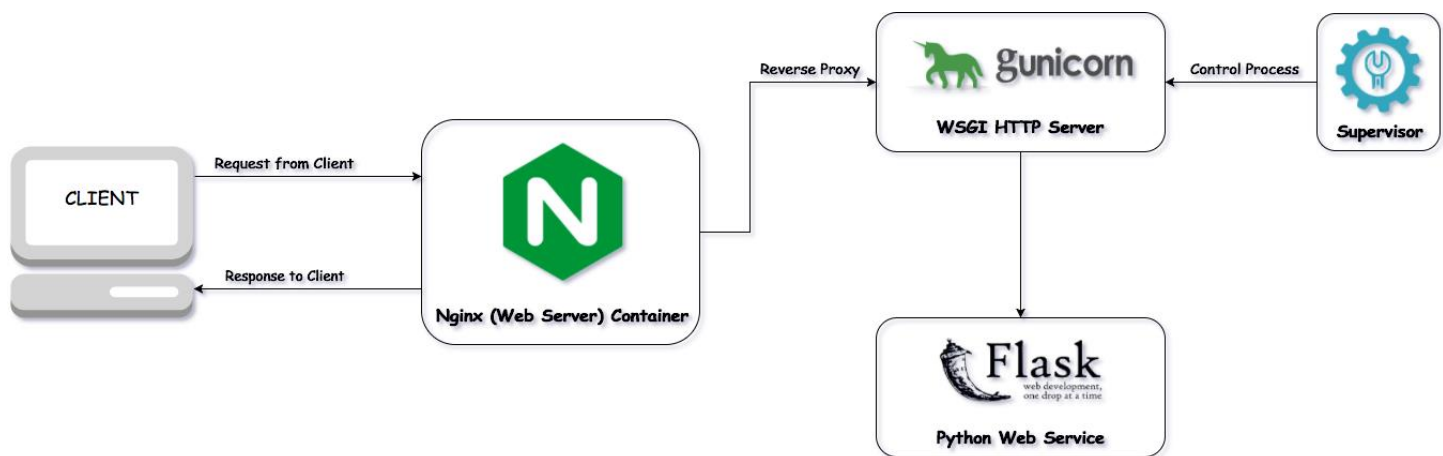 CLIENT
Request from Client
Response to Client
Nginx (Web Server) Container
Reverse Proxy
gunicorn
WSGI HTTP Server
Control Process
Supervisor
Flask
web development,
one drop at a time
Python Web Service